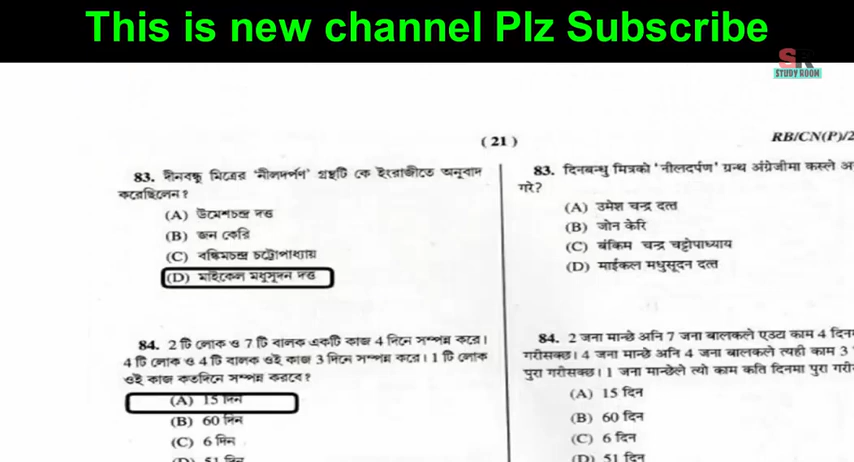 This is new channel Plz Subscribe
SR
STUDY ROOM
( 21 )
RB/CN(P)/2
83. দীনবন্ধু মিত্রের ‘নীলদর্পণ’ গ্রন্থটি কে ইংরাজীতে অনুবাদ
করেছিলেন?
(A) উমেশচন্দ্র দত্ত
(B) জন কেরি
(C) বঙ্কিমচন্দ্র চট্টোপাধ্যায়
(D) মাইকেল মধুসূদন দত্ত
84. 2 টি লোক ও 7 টি বালক একটি কাজ 4 দিনে সম্পন্ন করে।
4 টি লোক ও 4 টি বালক ওই কাজ 3 দিনে সম্পন্ন করে। 1 টি লোক
ওই কাজ কতদিনে সম্পন্ন করবে?
(A) 15 দিন
(B) 60 দিন
(C) 6 দিন
(D) 51 দিন
83. दिनबन्धु मित्रको ‘नीलदर्पण’ ग्रन्थ अंग्रेजीमा कस्ले
गरे?
(A) उमेश चन्द्र दत्त
(B) जोन केरि
(C) बंकिम चन्द्र चट्टोपाध्याय
(D) माईकल मधुसूदन दत्त
84. 2 जना मान्छे अनि 7 जना बालकले एउटा काम 4
गरीसक्छ। 4 जना मान्छे अनि 4 जना बालकले त्यही काम 3
पुरा गरीसक्छ। 1 जना मान्छेले त्यो काम कति दिनमा पुरा
(A) 15 दिन
(B) 60 दिन
(C) 6 दिन
(D) 51 दिन